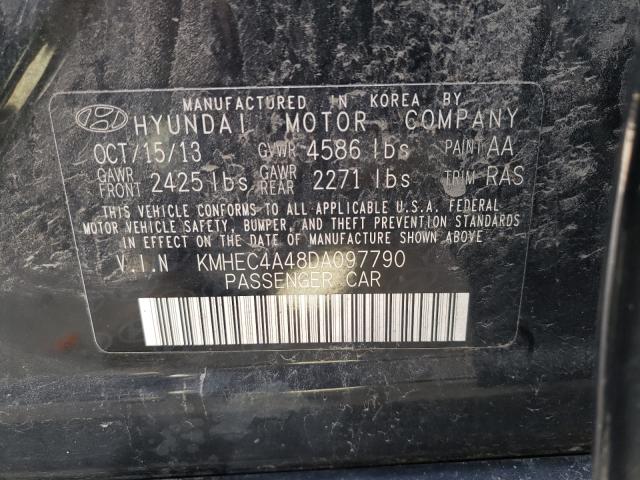 MANUFACTURED IN KOREA BY
HYUNDAI MOTOR COMPANY
OCT/15/13 GVWR 4586 lbs PAINT AA
GAWR FRONT 2425 lbs GAWR REAR 2271 lbs TRIM RAS
THIS VEHICLE CONFORMS TO ALL APPLICABLE U.S.A. FEDERAL
MOTOR VEHICLE SAFETY, BUMPER, AND THEFT PREVENTION STANDARDS
IN EFFECT ON THE DATE OF MANUFACTURE SHOWN ABOVE
V.I.N KMHEC4A48DA097790
PASSENGER CAR